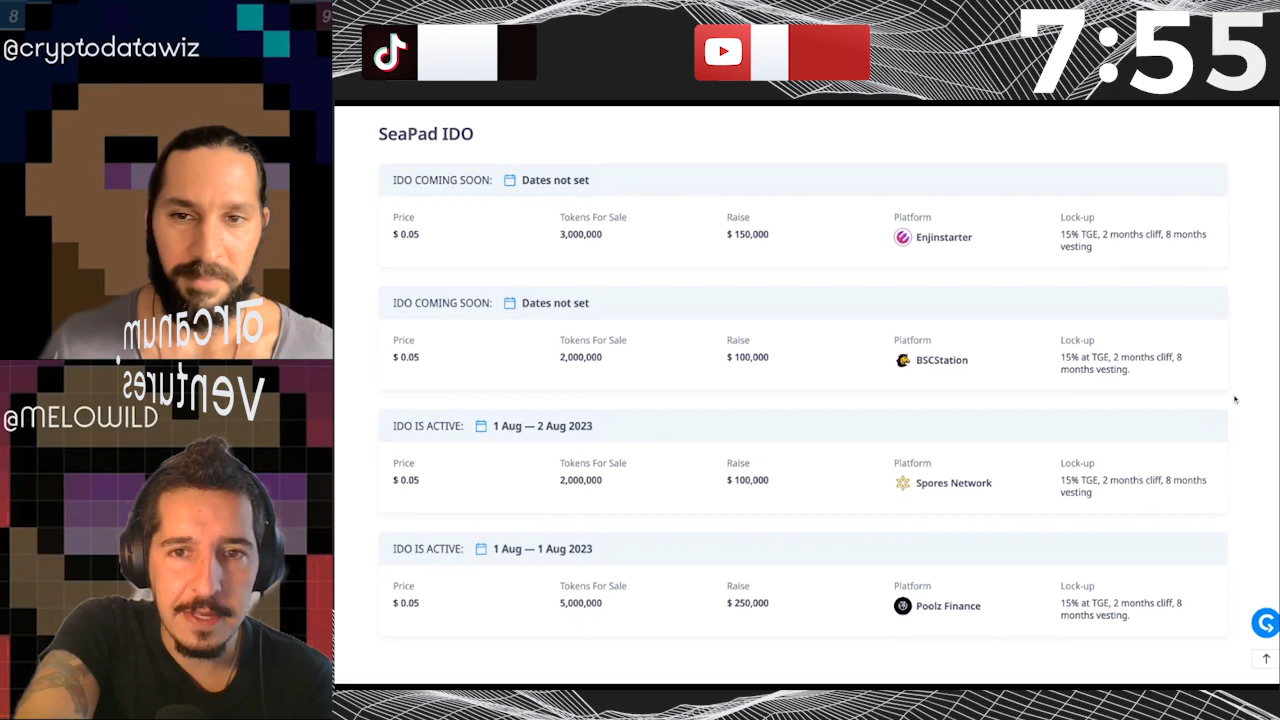 8
9
@cryptodatawiz
7:55
SeaPad IDO
IDO COMING SOON: Dates not set
Price
Tokens For Sale
Raise
Platform
Lock-up
$ 0.05
3,000,000
$ 150,000
Enjinstarter
15% TGE, 2 months cliff, 8 months
vesting
IDO COMING SOON: Dates not set
Price
Tokens For Sale
Raise
Platform
Lock-up
$ 0.05
2,000,000
$ 100,000
BSCStation
15% at TGE, 2 months cliff, 8
months vesting.
arcanum
ventures
@MELOWILD
IDO IS ACTIVE: 1 Aug — 2 Aug 2023
Price
Tokens For Sale
Raise
Platform
Lock-up
$ 0.05
2,000,000
$ 100,000
Spores Network
15% TGE, 2 months cliff, 8 months
vesting
IDO IS ACTIVE: 1 Aug — 1 Aug 2023
Price
Tokens For Sale
Raise
Platform
Lock-up
$ 0.05
5,000,000
$ 250,000
Poolz Finance
15% at TGE, 2 months cliff, 8
months vesting.